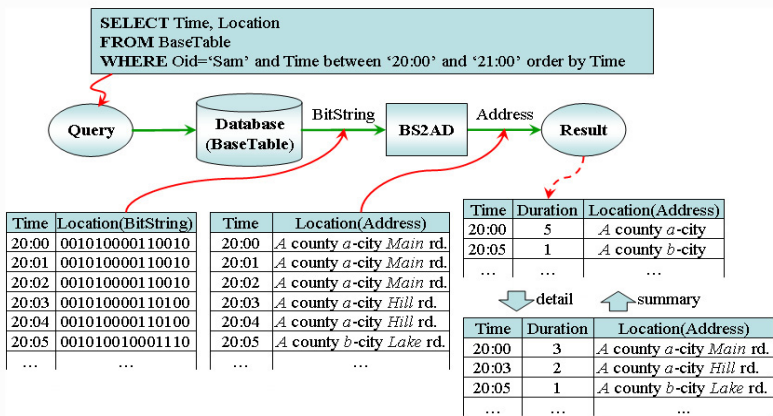 SELECT Time, Location
FROM BaseTable
WHERE Oid=‘Sam’ and Time between ‘20:00’ and ‘21:00’ order by Time
Query
Database
(BaseTable)
BitString
BS2AD
Address
Result
Time Location(BitString)
20:00 001010000110010
20:01 001010000110010
20:02 001010000110010
20:03 001010000110100
20:04 001010000110100
20:05 001010010001110
... ...
Time Location(Address)
20:00 A county a-city Main rd.
20:01 A county a-city Main rd.
20:02 A county a-city Main rd.
20:03 A county a-city Hill rd.
20:04 A county a-city Hill rd.
20:05 A county b-city Lake rd.
... ...
Time Duration Location(Address)
20:00 5 A county a-city
20:05 1 A county b-city
... ... ...
detail summary
Time Duration Location(Address)
20:00 3 A county a-city Main rd.
20:03 2 A county a-city Hill rd.
20:05 1 A county b-city Lake rd.
... ... ...